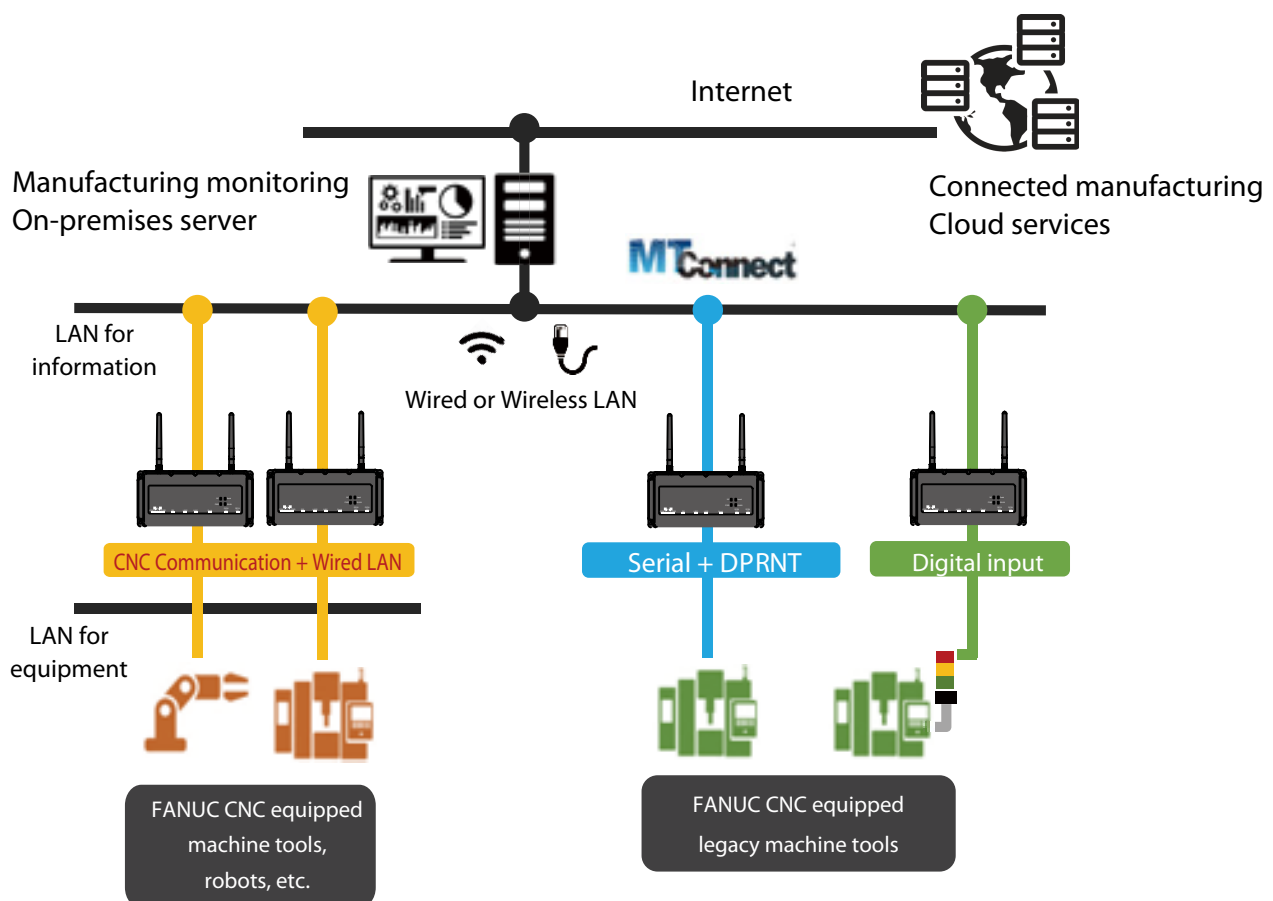 Internet
Manufacturing monitoring
On-premises server
Connected manufacturing
Cloud services
MTConnect
LAN for
information
Wired or Wireless LAN
CNC Communication + Wired LAN
Serial + DPRNT
Digital input
LAN for
equipment
FANUC CNC equipped
machine tools,
robots, etc.
FANUC CNC equipped
legacy machine tools